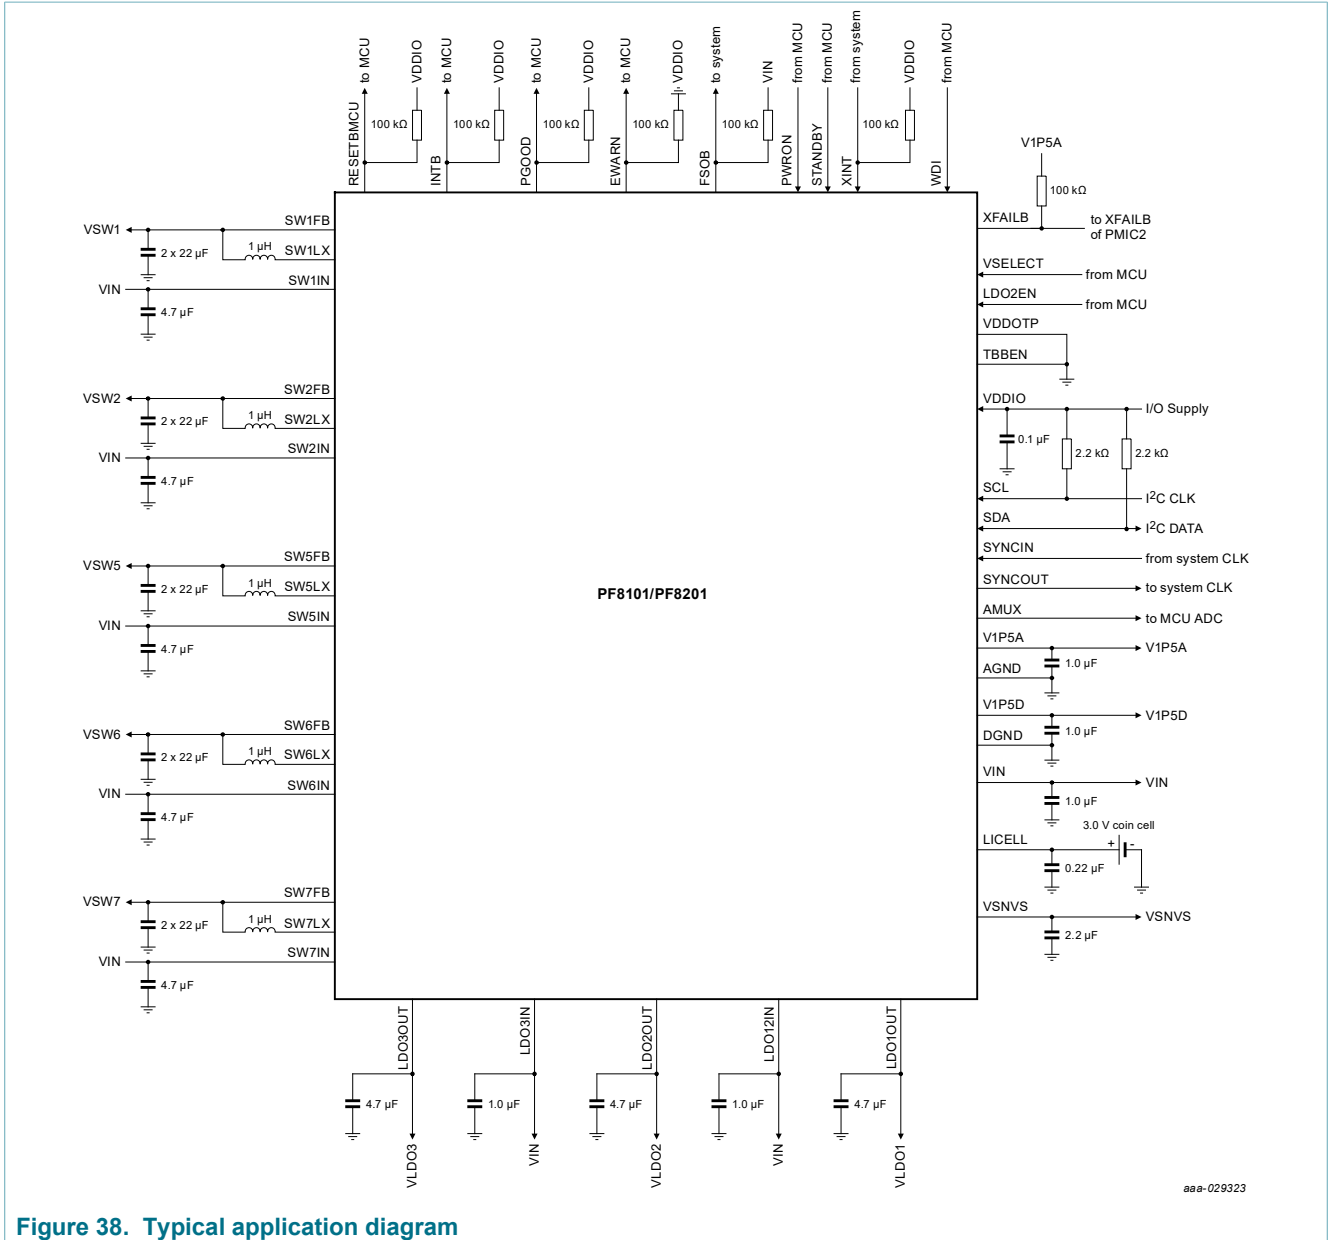 to MCU
VDDIO
to MCU
VDDIO
to MCU
VDDIO
to MCU
VDDIO
to system
VIN
from MCU
from MCU
from system
VDDIO
from MCU
100 kΩ
100 kΩ
100 kΩ
100 kΩ
100 kΩ
100 kΩ
RESETBMCU
INTB
PGOOD
EWARN
FSOB
PWRON
STANDBY
XINT
WDI
VSW1
SW1FB
2 x 22 µF
1 µH
SW1LX
VIN
SW1IN
4.7 µF
VSW2
SW2FB
2 x 22 µF
1 µH
SW2LX
VIN
SW2IN
4.7 µF
VSW5
SW5FB
2 x 22 µF
1 µH
SW5LX
VIN
SW5IN
4.7 µF
VSW6
SW6FB
2 x 22 µF
1 µH
SW6LX
VIN
SW6IN
4.7 µF
VSW7
SW7FB
2 x 22 µF
1 µH
SW7LX
VIN
SW7IN
4.7 µF
PF8101/PF8201
V1P5A
100 kΩ
XFAILB
to XFAILB
of PMIC2
VSELECT
from MCU
LDO2EN
from MCU
VDDOTP
TBBEN
VDDIO
I/O Supply
0.1 µF
2.2 kΩ
2.2 kΩ
SCL
I²C CLK
SDA
I²C DATA
SYNCIN
from system CLK
SYNCOUT
to system CLK
AMUX
to MCU ADC
V1P5A
V1P5A
1.0 µF
AGND
V1P5D
V1P5D
1.0 µF
DGND
VIN
VIN
1.0 µF
3.0 V coin cell
LICELL
+ -
0.22 µF
VSNVS
VSNVS
2.2 µF
LDO3OUT
LDO3IN
LDO2OUT
LDO12IN
LDO1OUT
4.7 µF
1.0 µF
4.7 µF
1.0 µF
4.7 µF
VLDO3
VIN
VLDO2
VIN
VLDO1
aaa-029323
Figure 38. Typical application diagram